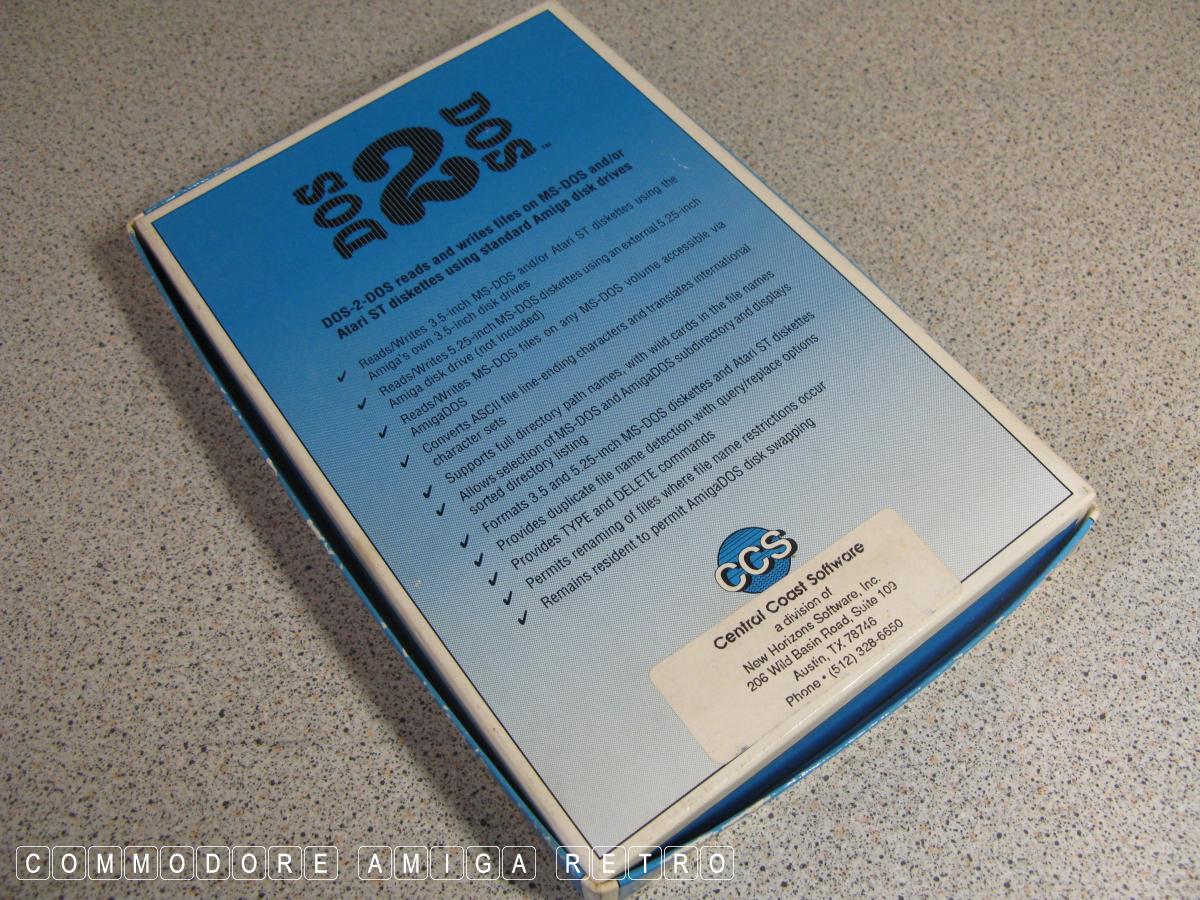 DOS 2 DOS™
DOS-2-DOS reads and writes files on MS-DOS and/or
Atari ST diskettes using standard Amiga disk drives
✓ Reads/Writes 3.5-inch MS-DOS and/or Atari ST diskettes using the
Amiga's own 3.5-inch disk drives
✓ Reads/Writes 5.25-inch MS-DOS diskettes using an external 5.25-inch
Amiga disk drive (not included)
✓ Reads/Writes MS-DOS files on any MS-DOS volume accessible via
AmigaDOS
✓ Converts ASCII file line-ending characters and translates international
character sets
✓ Supports full directory path names, with wild cards in the file names
✓ Allows selection of MS-DOS and AmigaDOS subdirectory and displays
sorted directory listing
✓ Formats 3.5 and 5.25-inch MS-DOS diskettes and Atari ST diskettes
✓ Provides duplicate file name detection with query/replace options
✓ Provides TYPE and DELETE commands
✓ Permits renaming of files where file name restrictions occur
✓ Remains resident to permit AmigaDOS disk swapping
CCS
Central Coast Software
a division of
New Horizons Software, Inc.
206 Wild Basin Road, Suite 109
Austin, TX 78746
Phone • (512) 328-6650
COMMODORE AMIGA RETRO